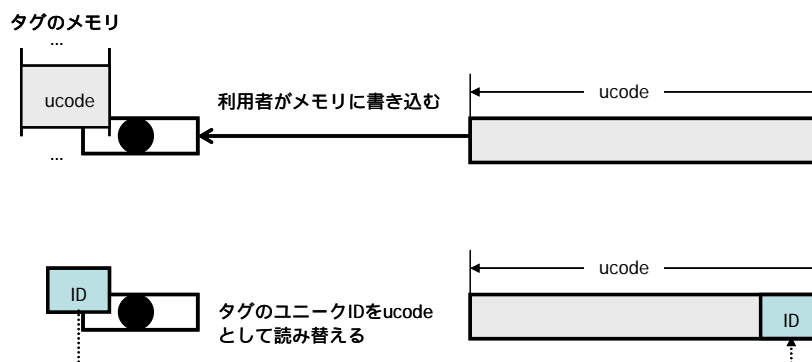 タグのメモリ
...
ucode
...
利用者がメモリに書き込む
ucode
ID
タグのユニークIDをucode
として読み替える
ucode
ID